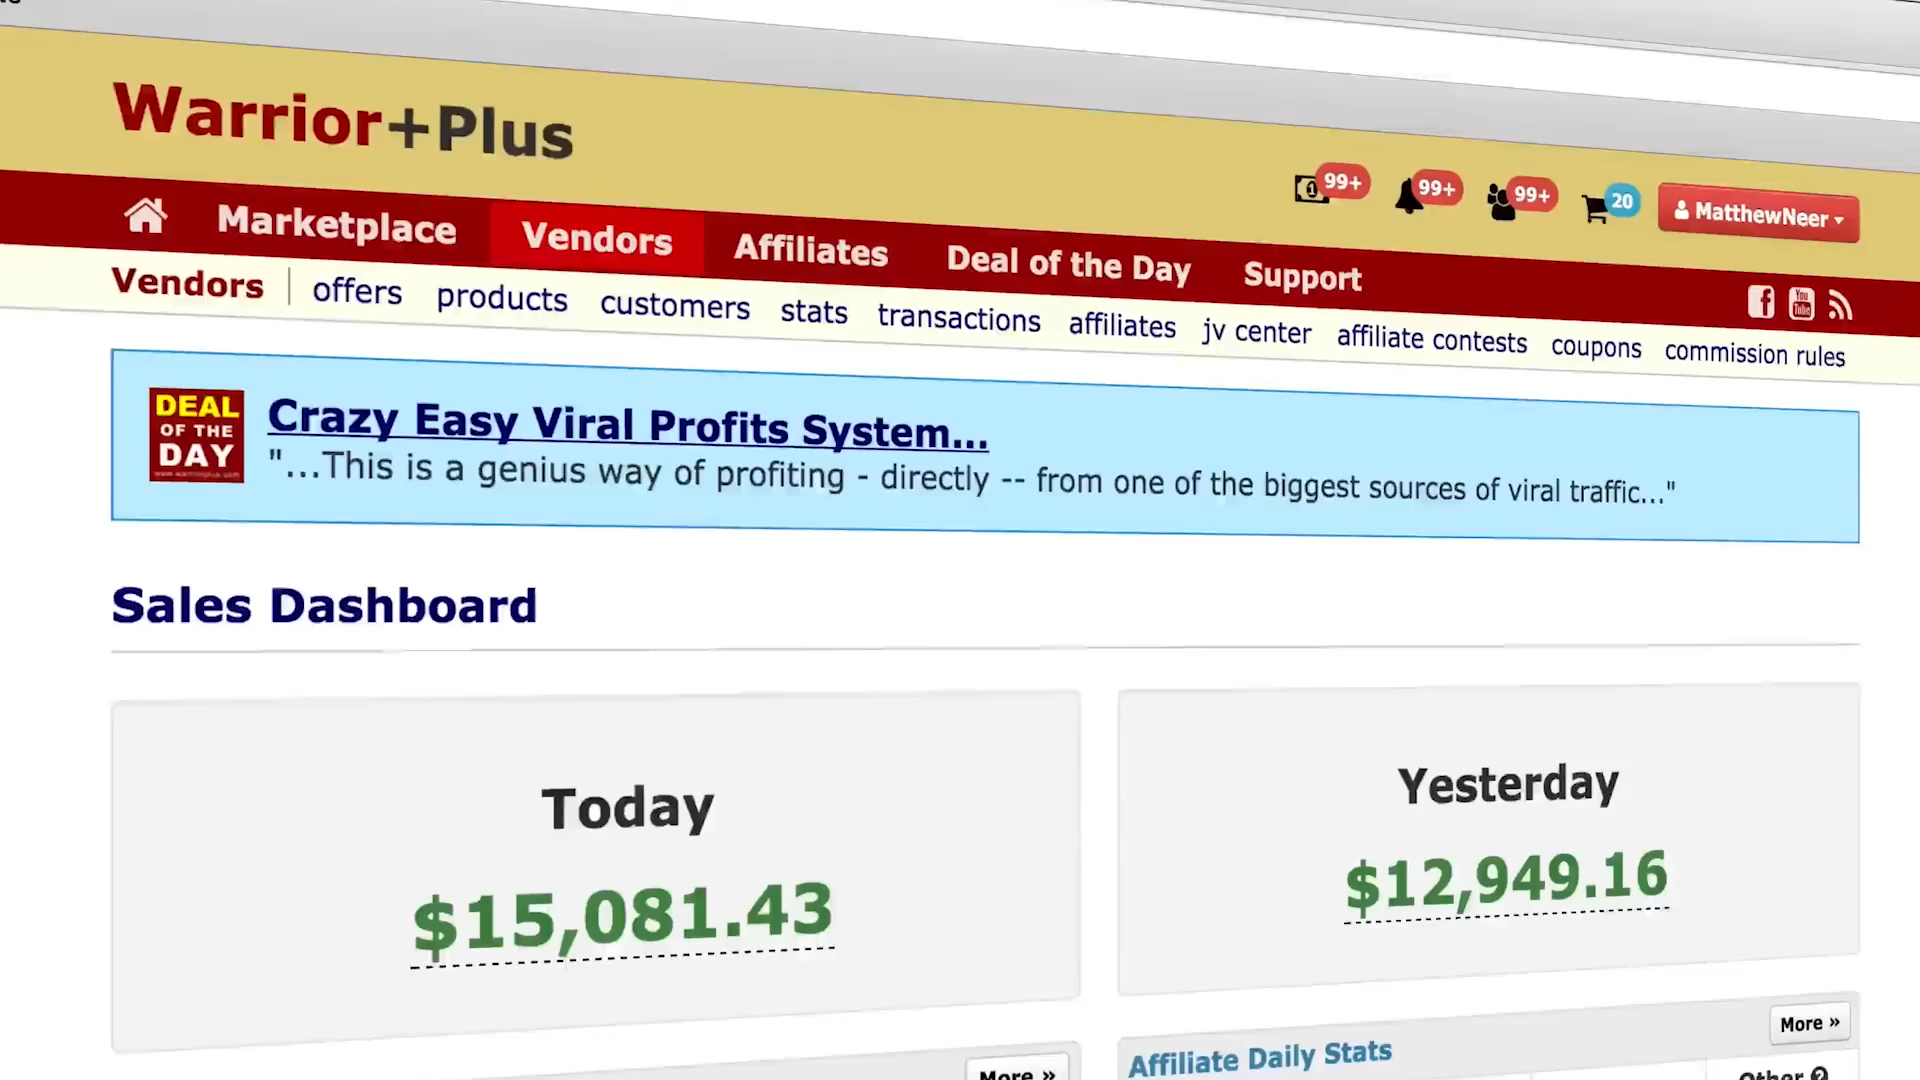 Warrior+Plus
99+ 99+ 99+ 20 MatthewNeer
Marketplace Vendors Affiliates Deal of the Day Support
Vendors offers products customers stats transactions affiliates jv center affiliate contests coupons commission rules
DEAL
OF THE
DAY
Crazy Easy Viral Profits System...
"...This is a genius way of profiting - directly -- from one of the biggest sources of viral traffic..."
Sales Dashboard
Today
$15,081.43
Yesterday
$12,949.16
More »
Affiliate Daily Stats
More »
Other